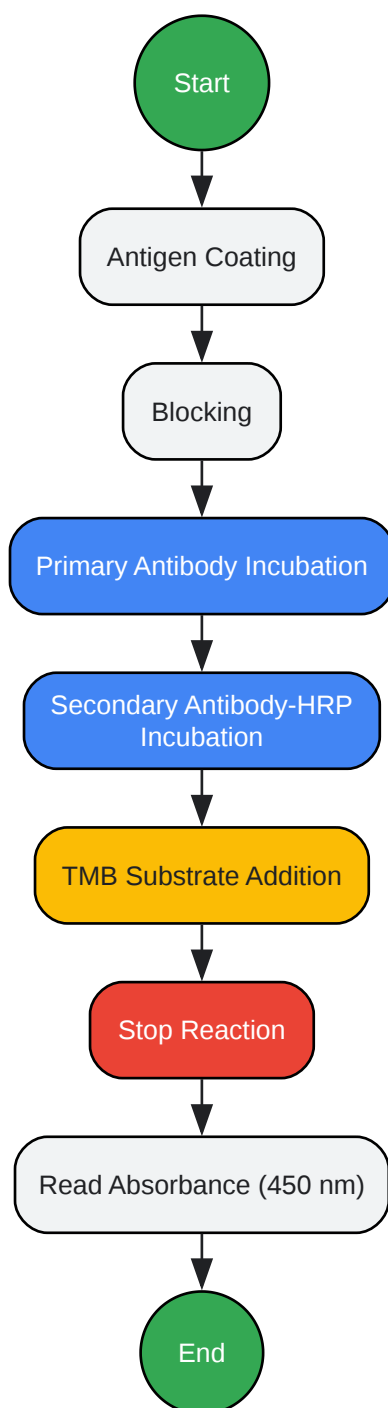 Start
Antigen Coating
Blocking
Primary Antibody Incubation
Secondary Antibody-HRP
Incubation
TMB Substrate Addition
Stop Reaction
Read Absorbance (450 nm)
End